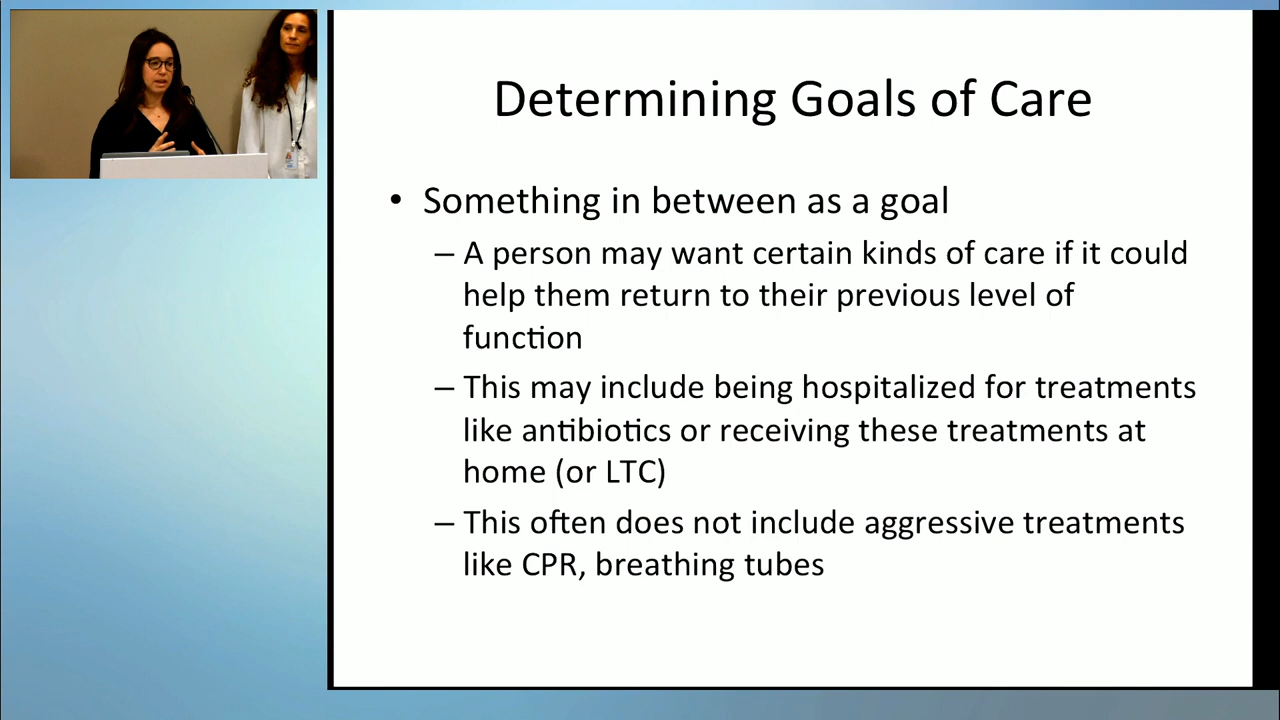 Determining Goals of Care
• Something in between as a goal
– A person may want certain kinds of care if it could
help them return to their previous level of
function
– This may include being hospitalized for treatments
like antibiotics or receiving these treatments at
home (or LTC)
– This often does not include aggressive treatments
like CPR, breathing tubes